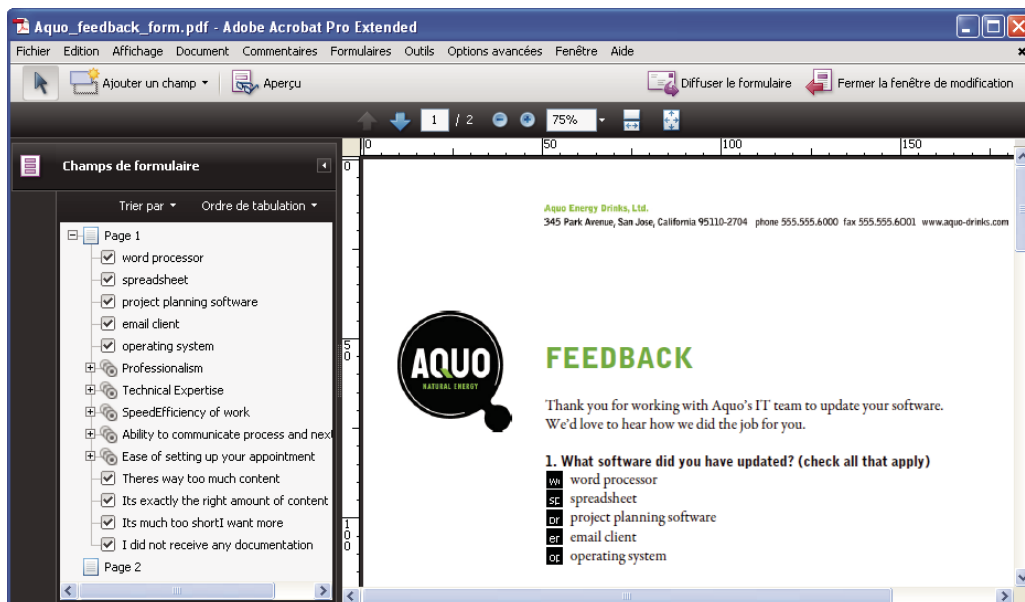 Aquo_feedback_form.pdf - Adobe Acrobat Pro Extended
Fichier Edition Affichage Document Commentaires Formulaires Outils Options avancées Fenêtre Aide
Ajouter un champ Aperçu Diffuser le formulaire Fermer la fenêtre de modification
1 / 2 75%
Champs de formulaire
Trier par Ordre de tabulation
Page 1
word processor
spreadsheet
project planning software
email client
operating system
Professionalism
Technical Expertise
SpeedEfficiency of work
Ability to communicate process and next
Ease of setting up your appointment
Theres way too much content
Its exactly the right amount of content
Its much too shortI want more
I did not receive any documentation
Page 2
0 50 100 150
0
50
100
Aquo Energy Drinks, Ltd.
345 Park Avenue, San Jose, California 95110-2704 phone 555.555.6000 fax 555.555.6001 www.aquo-drinks.com
AQUO
NATURAL ENERGY
FEEDBACK
Thank you for working with Aquo's IT team to update your software.
We'd love to hear how we did the job for you.
1. What software did you have updated? (check all that apply)
word processor
sp spreadsheet
project planning software
email client
operating system